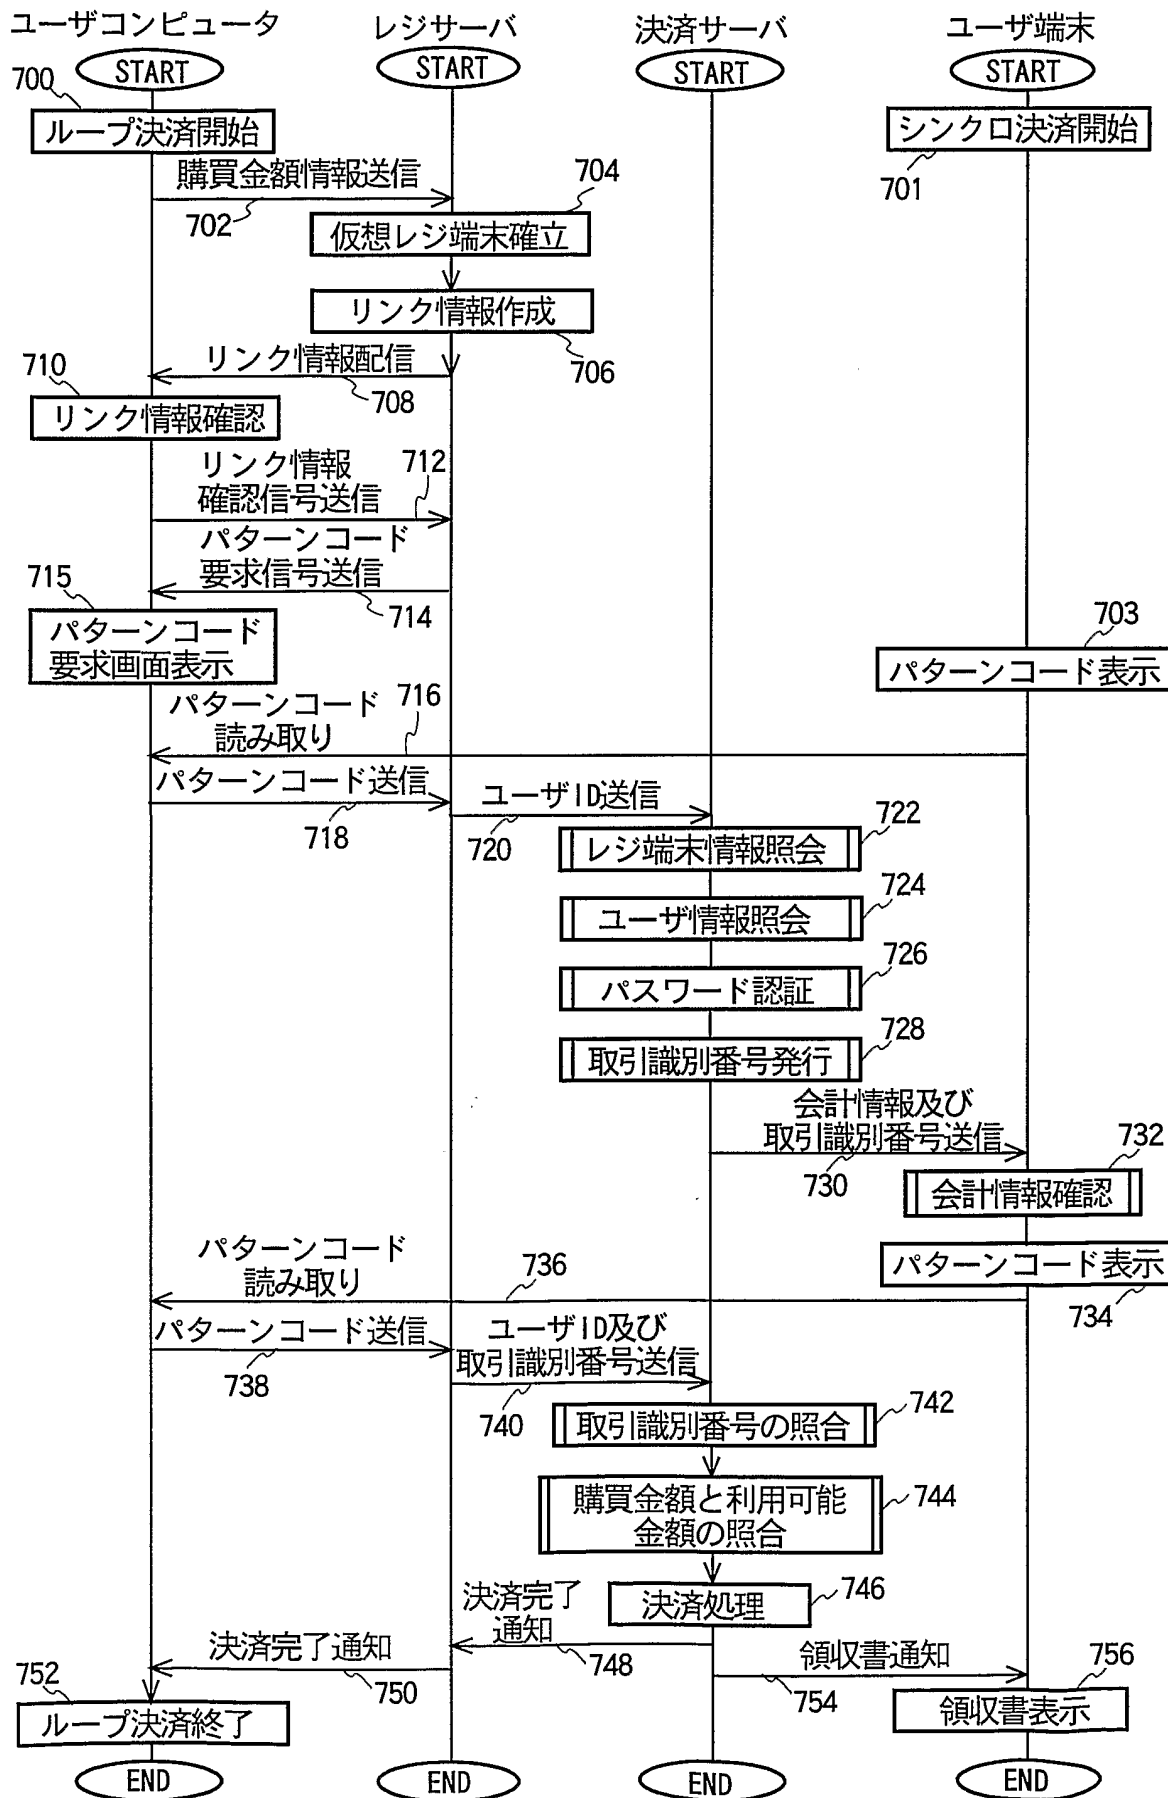 ユーザコンピュータ
レジサーバ
決済サーバ
ユーザ端末
START
START
START
START
700
ループ決済開始
シンクロ決済開始
701
購買金額情報送信
702
704
仮想レジ端末確立
リンク情報作成
706
リンク情報配信
708
710
リンク情報確認
リンク情報
確認信号送信
712
パターンコード
要求信号送信
714
715
パターンコード
要求画面表示
703
パターンコード表示
パターンコード
読み取り
716
パターンコード送信
718
ユーザID送信
720
722
レジ端末情報照会
724
ユーザ情報照会
726
パスワード認証
728
取引識別番号発行
会計情報及び
取引識別番号送信
730
732
会計情報確認
パターンコード表示
734
パターンコード
読み取り
736
パターンコード送信
738
ユーザID及び
取引識別番号送信
740
742
取引識別番号の照合
744
購買金額と利用可能
金額の照合
746
決済処理
決済完了
通知
748
決済完了通知
750
領収書通知
754
752
ループ決済終了
756
領収書表示
END
END
END
END